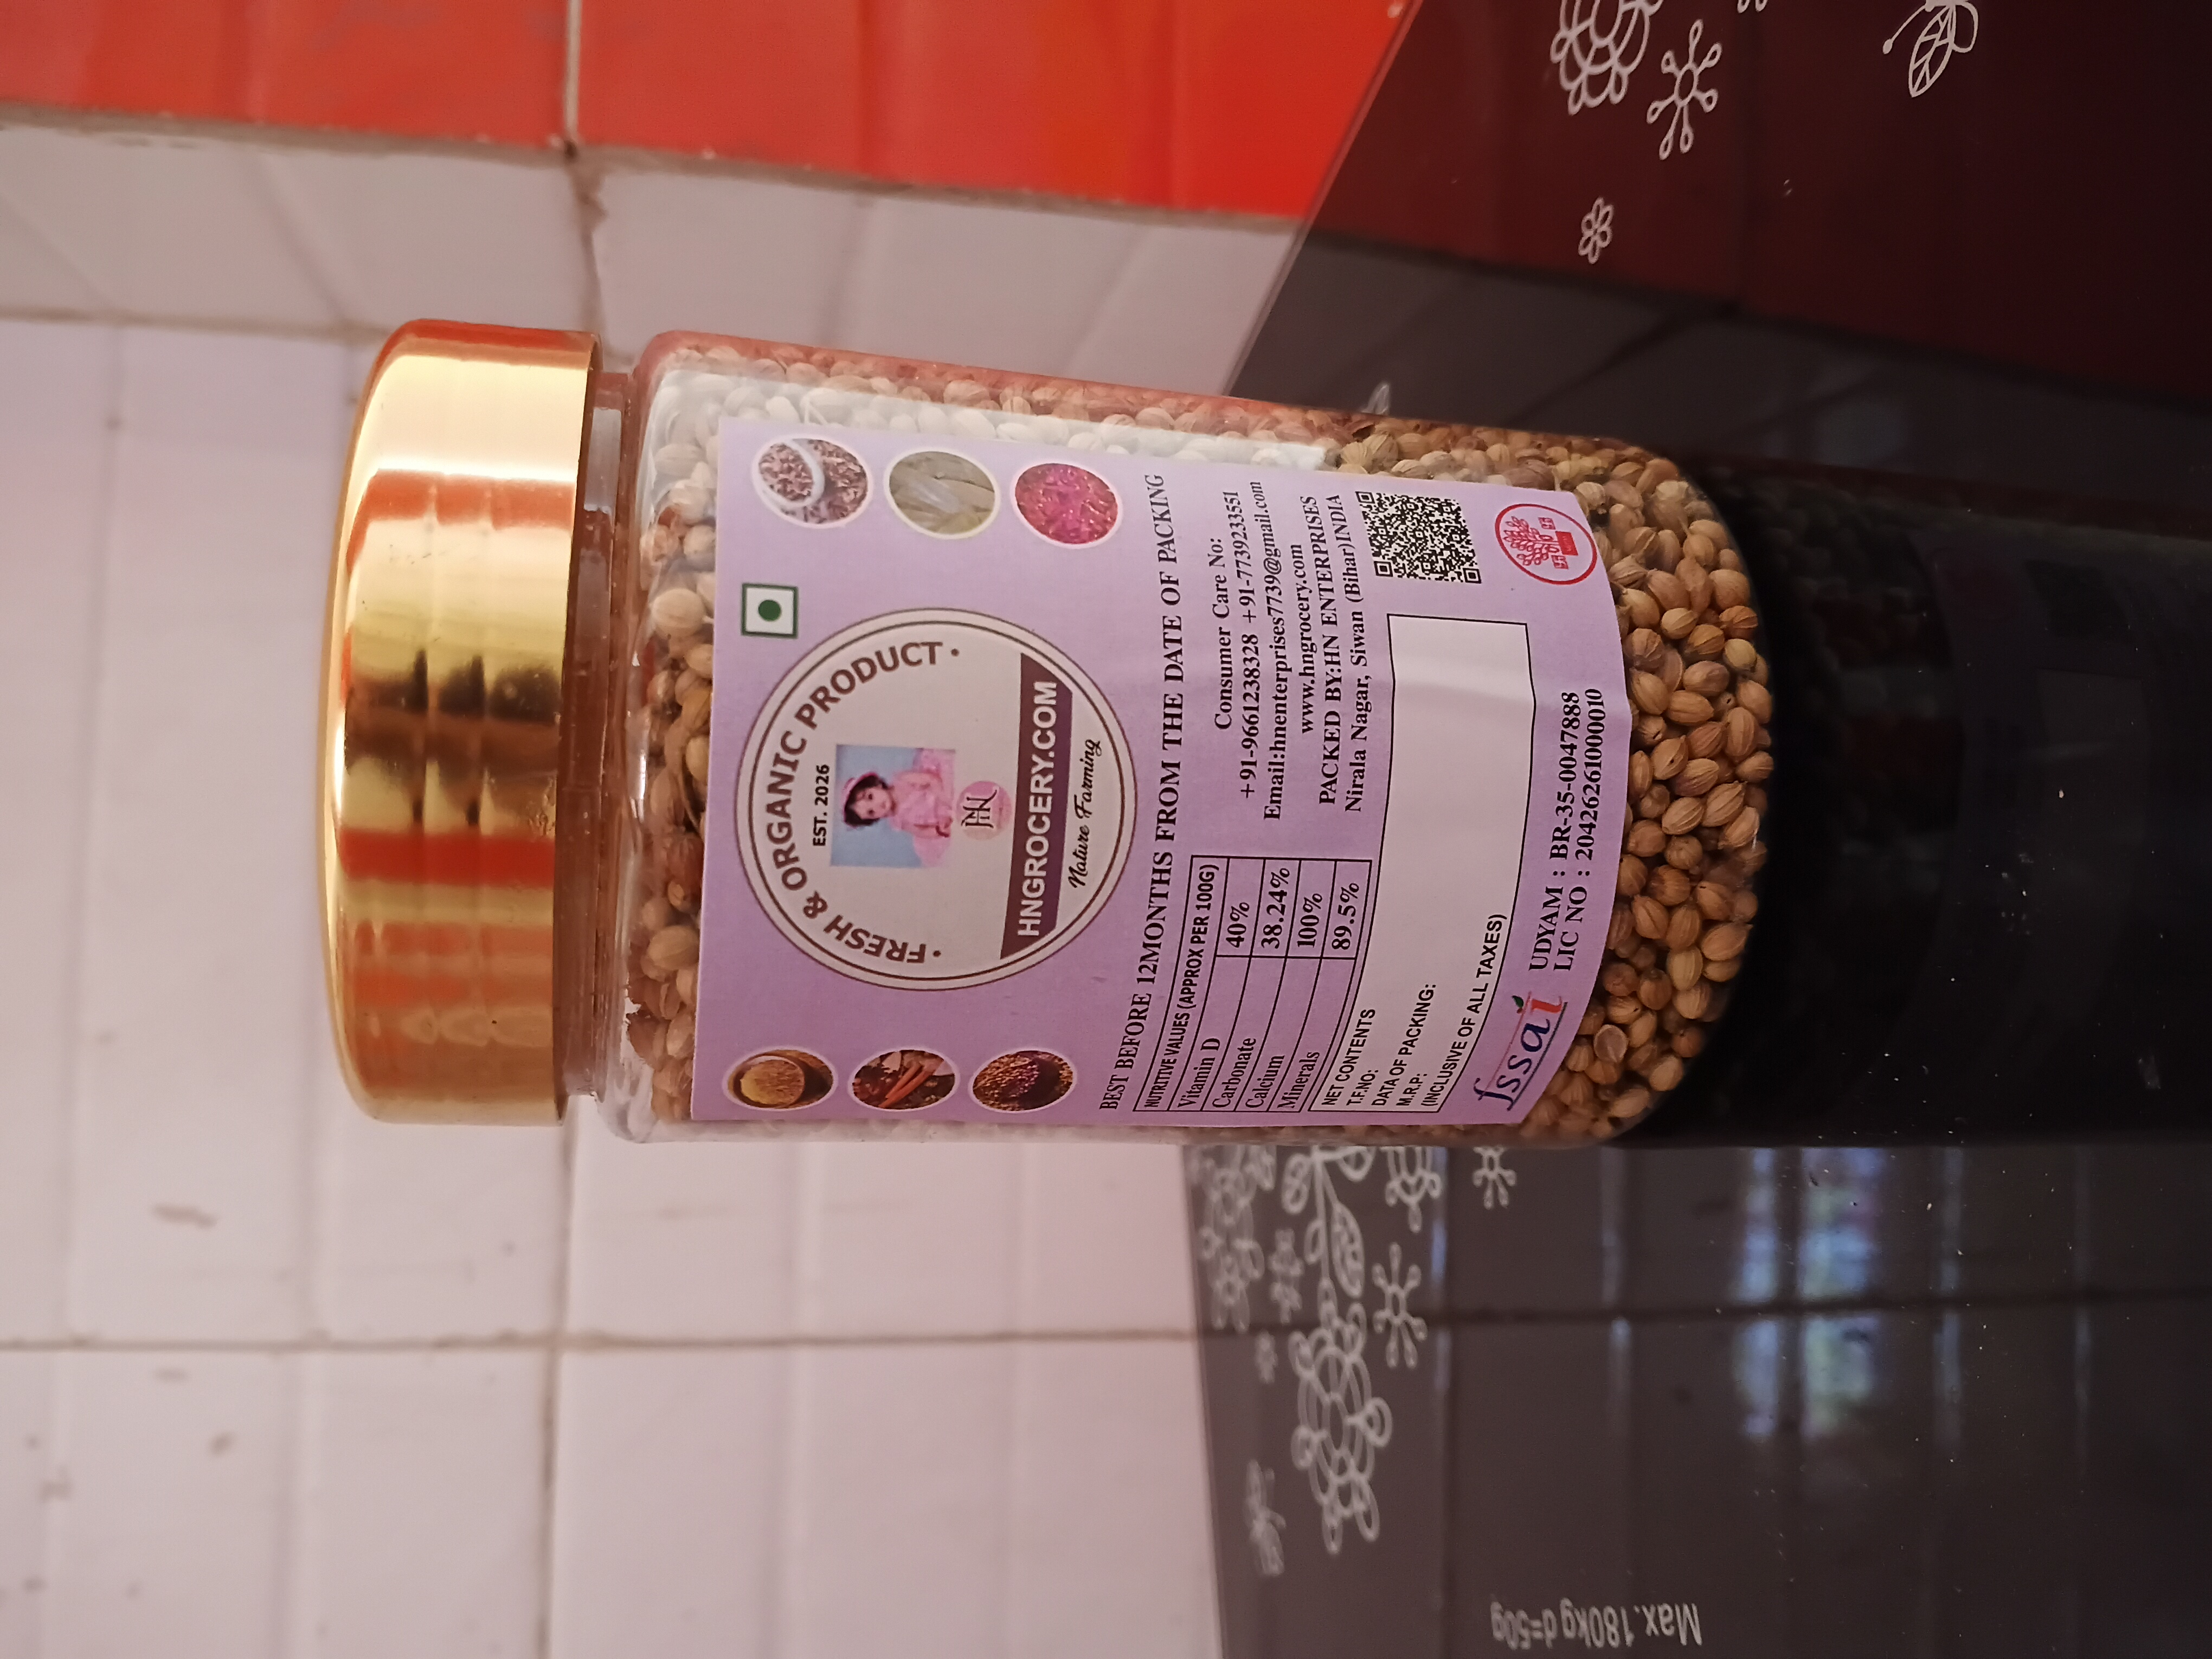 · FRESH & ORGANIC PRODUCT ·
EST. 2026
HN
HNGROCERY.COM
Nature Farming
BEST BEFORE 12MONTHS FROM THE DATE OF PACKING
NUTRITIVE VALUES (APPROX PER 100G)
Vitamin D 40%
Carbonate 38.24%
Calcium 100%
Minerals 89.5%
Consumer Care No:
+91-9661238328 +91-7739233551
Email:hnenterprises7739@gmail.com
www.hngrocery.com
PACKED BY:HN ENTERPRISES
Nirala Nagar, Siwan (Bihar)INDIA
NET CONTENTS
T.F.NO:
DATA OF PACKING:
M.R.P:
(INCLUSIVE OF ALL TAXES)
fssai
UDYAM : BR-35-0047888
LIC NO : 20426261000010
Max.180kg d=50g